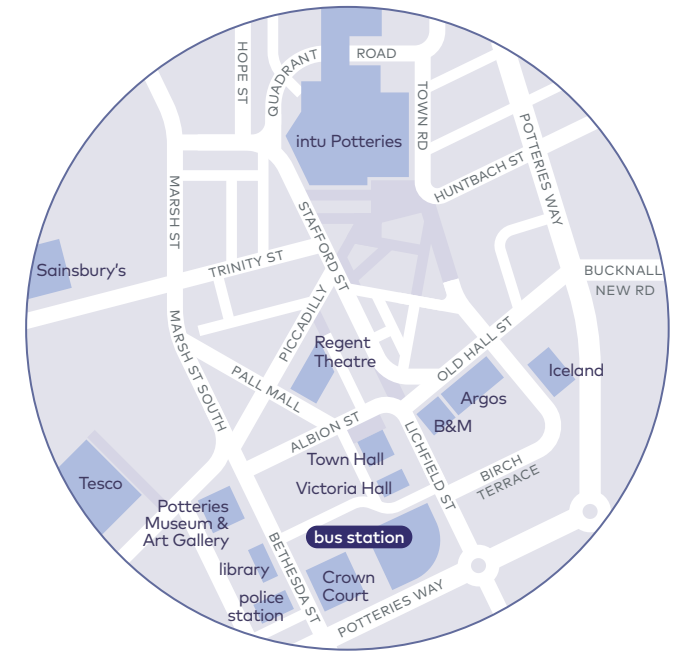 ROAD
HOPE ST
QUADRANT
TOWN RD
intu Potteries
POTTERIES WAY
HUNTBACH ST
MARSH ST
STAFFORD ST
TRINITY ST
Sainsbury's
BUCKNALL
NEW RD
PICCADILLY
MARSH ST SOUTH
Regent
Theatre
OLD HALL ST
PALL MALL
Iceland
Argos
B&M
ALBION ST
LICHFIELD ST
Town Hall
BIRCH
TERRACE
Tesco
Victoria Hall
Potteries
Museum &
Art Gallery
bus station
BETHESDA ST
library
Crown
Court
police
station
POTTERIES WAY